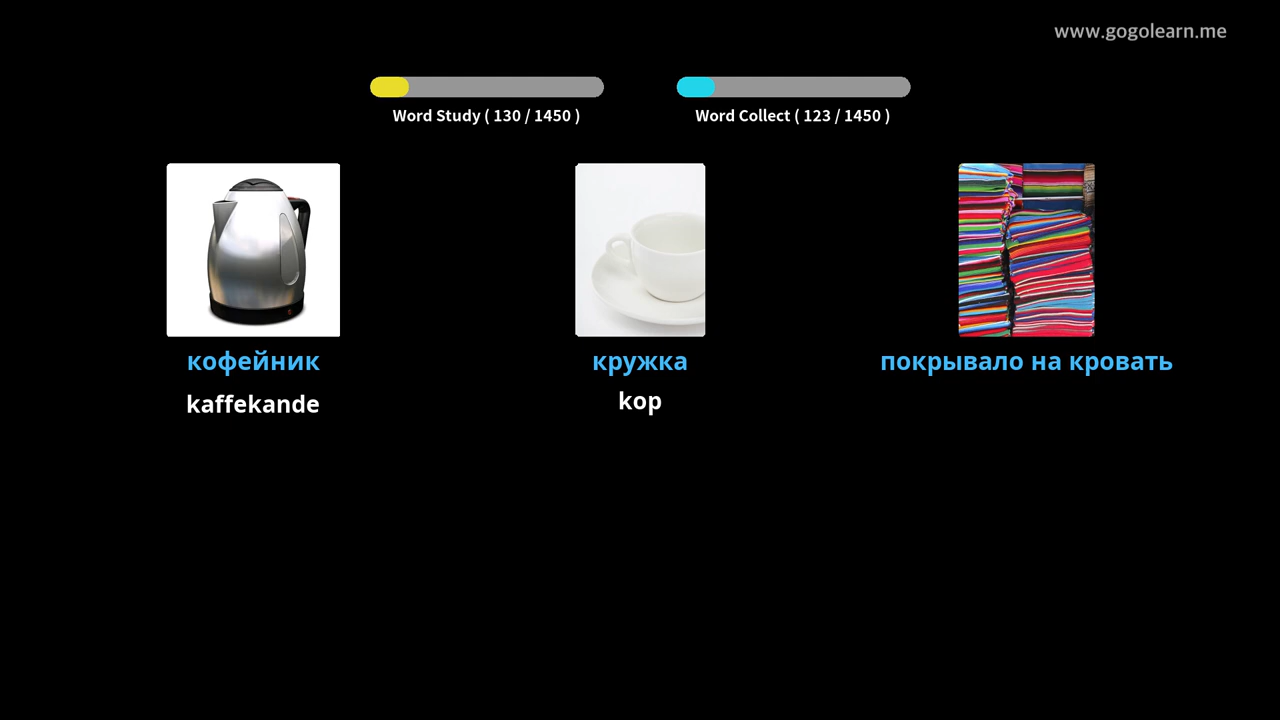 www.gogolearn.me
Word Study ( 130 / 1450 )
Word Collect ( 123 / 1450 )
кофейник
кружка
покрывало на кровать
kaffekande
kop